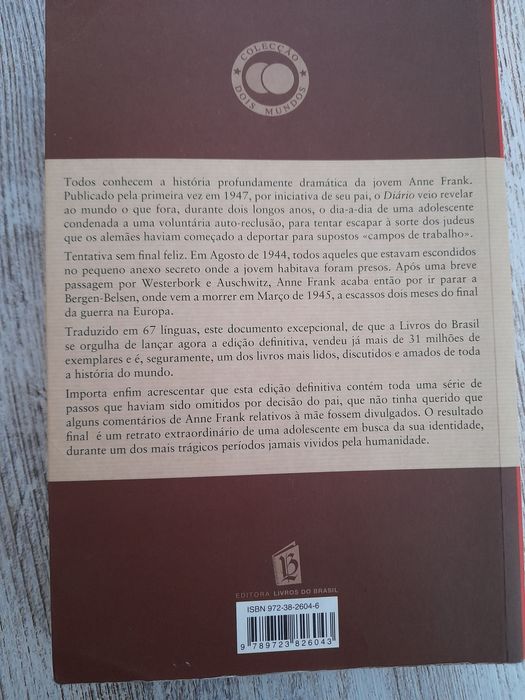 COLECÇÃO
DOIS MUNDOS
Todos conhecem a história profundamente dramática da jovem Anne Frank.
Publicado pela primeira vez em 1947, por iniciativa de seu pai, o Diário veio revelar
ao mundo o que fora, durante dois longos anos, o dia-a-dia de uma adolescente
condenada a uma voluntária auto-reclusão, para tentar escapar à sorte dos judeus
que os alemães haviam começado a deportar para supostos «campos de trabalho».
Tentativa sem final feliz. Em Agosto de 1944, todos aqueles que estavam escondidos
no pequeno anexo secreto onde a jovem habitava foram presos. Após uma breve
passagem por Westerbork e Auschwitz, Anne Frank acaba então por ir parar a
Bergen-Belsen, onde vem a morrer em Março de 1945, a escassos dois meses do final
da guerra na Europa.
Traduzido em 67 línguas, este documento excepcional, de que a Livros do Brasil
se orgulha de lançar agora a edição definitiva, vendeu já mais de 31 milhões de
exemplares e é, seguramente, um dos livros mais lidos, discutidos e amados de toda
a história do mundo.
Importa enfim acrescentar que esta edição definitiva contém toda uma série de
passos que haviam sido omitidos por decisão do pai, que não tinha querido que
alguns comentários de Anne Frank relativos à mãe fossem divulgados. O resultado
final é um retrato extraordinário de uma adolescente em busca da sua identidade,
durante um dos mais trágicos períodos jamais vividos pela humanidade.
EDITORA LIVROS DO BRASIL
ISBN 972-38-2604-6
9 789723 826043